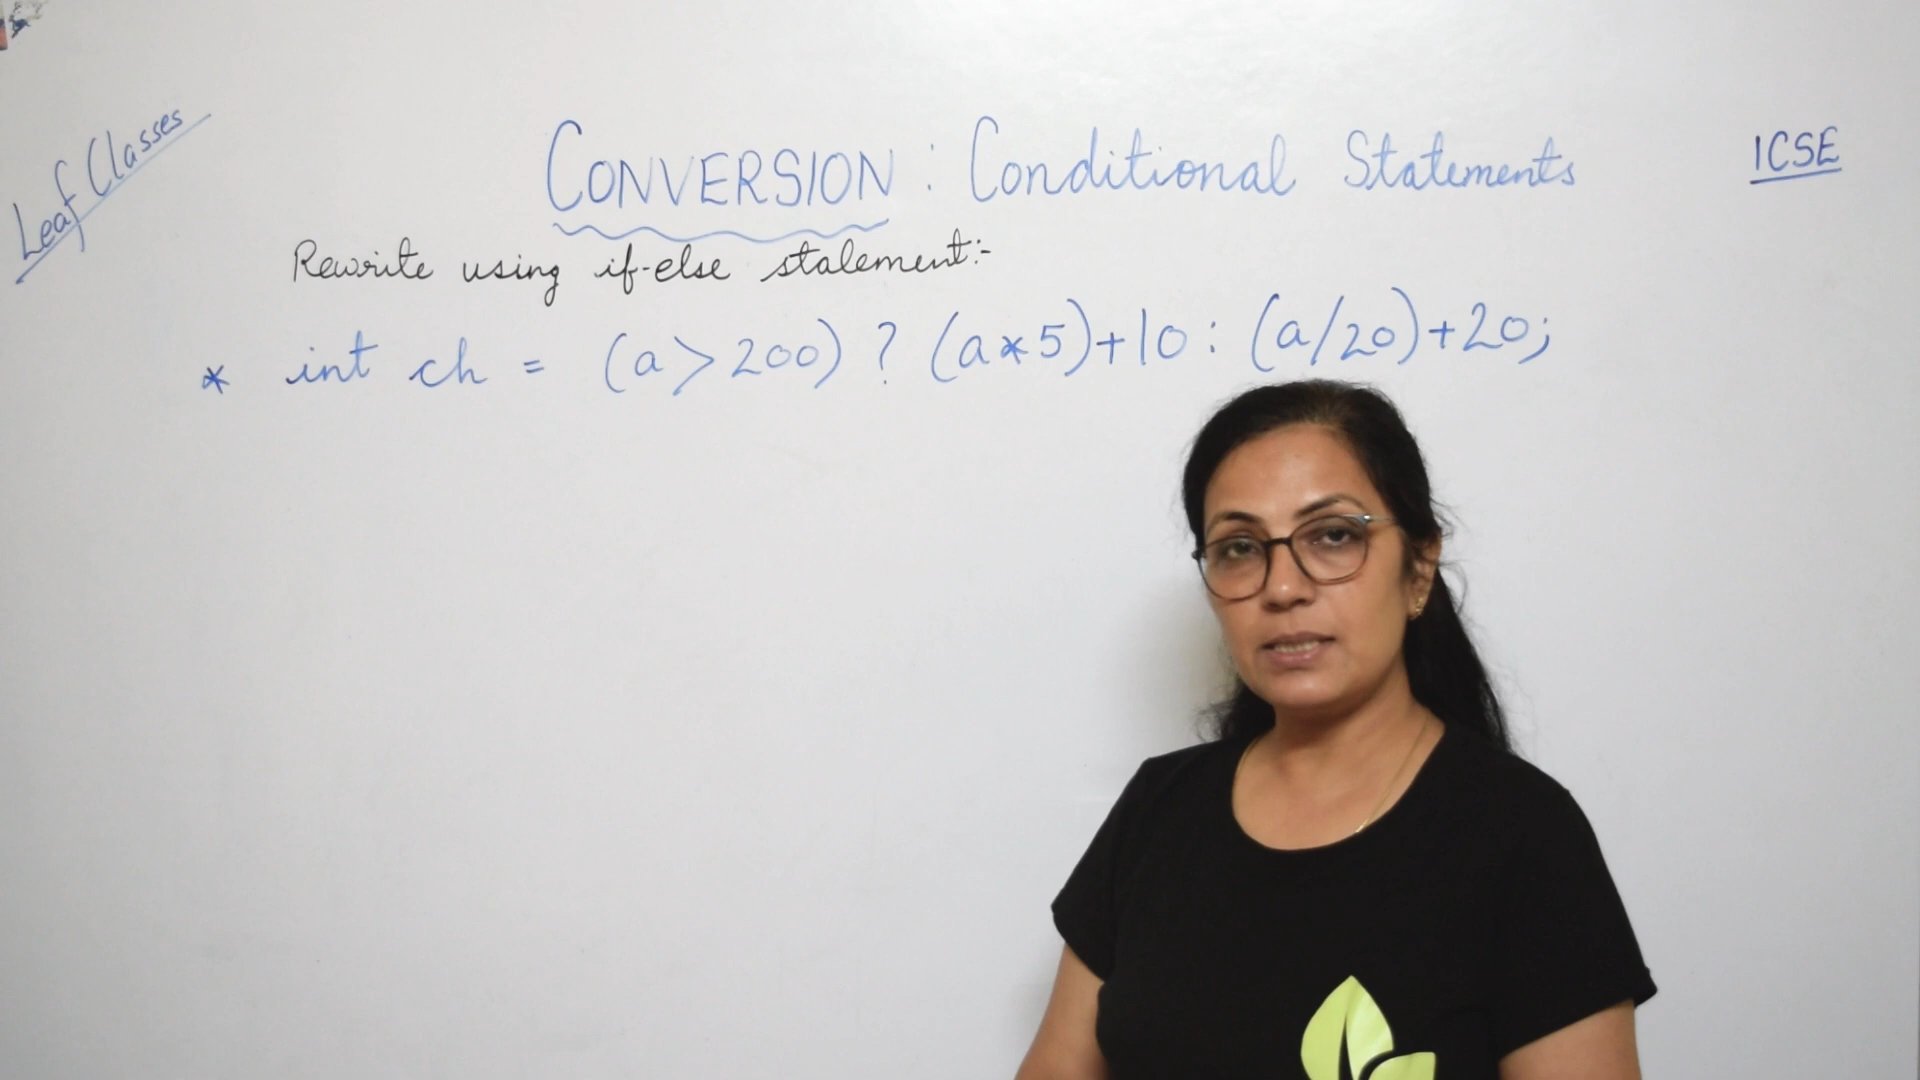 Leaf Classes
CONVERSION : Conditional Statements
ICSE
Rewrite using if-else statement:-
* int ch = (a > 200) ? (a*5)+10 : (a/20)+20;